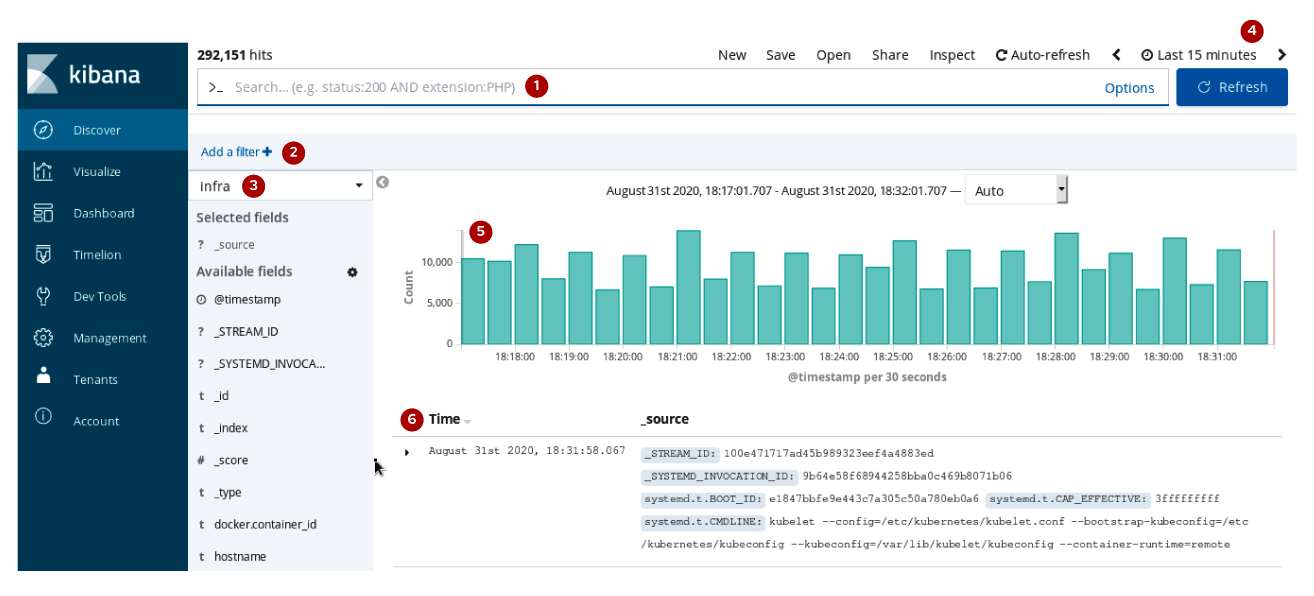 4
292,151 hits New Save Open Share Inspect Auto-refresh Last 15 minutes
kibana
>_ Search... (e.g. status:200 AND extension:PHP) 1 Options Refresh
Discover
Add a filter + 2
Visualize
Infra 3
August 31st 2020, 18:17:01.707 - August 31st 2020, 18:32:01.707 — Auto
Dashboard
Selected fields
5
? _source
Timelion
Available fields
10,000
Count
@timestamp
Dev Tools
5,000
? _STREAM_ID
Management
0
18:18:00 18:19:00 18:20:00 18:21:00 18:22:00 18:23:00 18:24:00 18:25:00 18:26:00 18:27:00 18:28:00 18:29:00 18:30:00 18:31:00
? _SYSTEMD_INVOCA...
@timestamp per 30 seconds
Tenants
t _id
Account
6 Time _source
t _index
August 31st 2020, 18:31:58.067 _STREAM_ID: 100e471717ad45b989323eef4a4883ed
# _score
_SYSTEMD_INVOCATION_ID: 9b64e58f68944258bba0c469b8071b06
t _type
systemd.t.BOOT_ID: e1847bbfe9e443c7a305c50a780eb0a6 systemd.t.CAP_EFFECTIVE: 3fffffffff
t docker.container_id
systemd.t.CMDLINE: kubelet --config=/etc/kubernetes/kubelet.conf --bootstrap-kubeconfig=/etc
/kubernetes/kubeconfig --kubeconfig=/var/lib/kubelet/kubeconfig --container-runtime=remote
t hostname